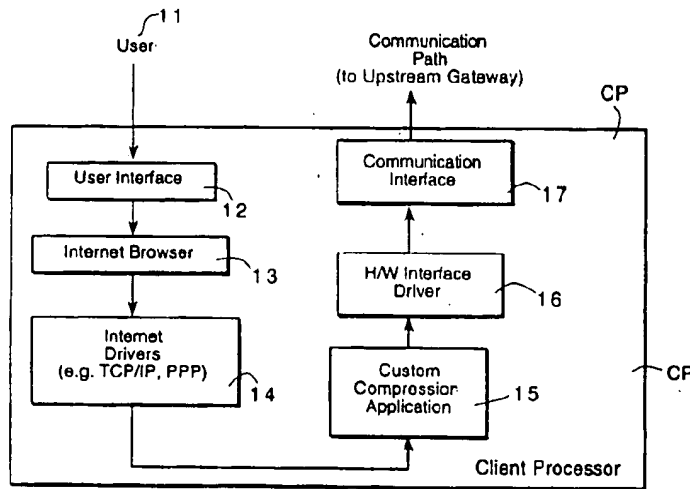 11
User
Communication
Path
(to Upstream Gateway)
CP
User Interface
12
Internet Browser
13
Internet
Drivers
(e.g. TCP/IP, PPP)
14
Communication
Interface
17
H/W Interface
Driver
16
Custom
Compression
Application
15
CP
Client Processor